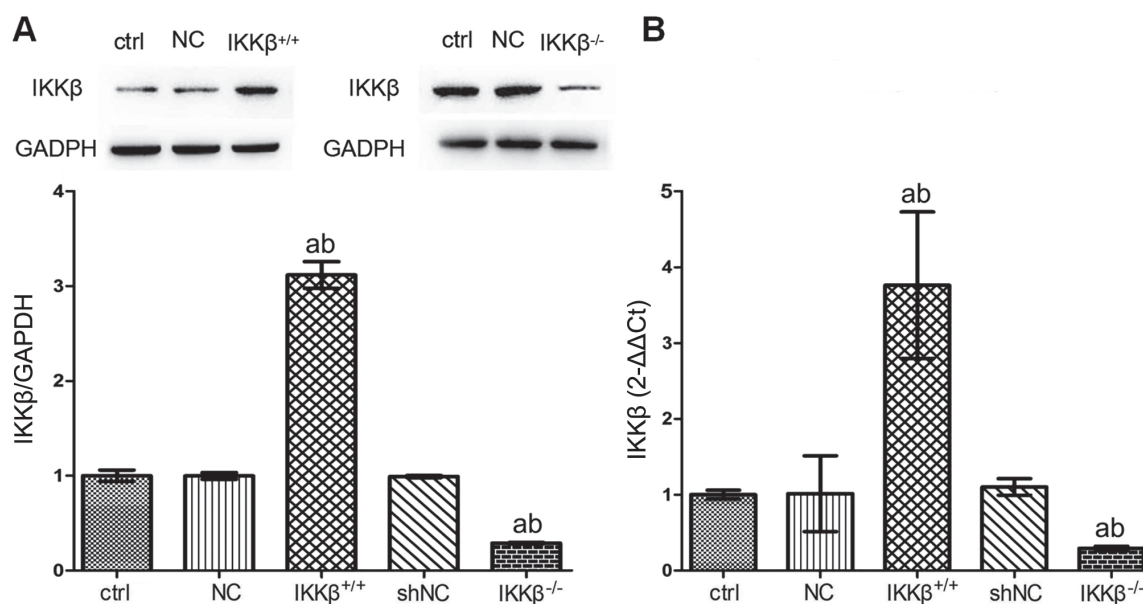 A
B
ctrl NC IKKβ+/+
ctrl NC IKKβ-/-
IKKβ
IKKβ
GADPH
GADPH
IKKβ/GAPDH
4
3
2
1
0
ab
ab
ctrl NC IKKβ+/+ shNC IKKβ-/-
IKKβ (2-ΔΔCt)
5
4
3
2
1
0
ab
ab
ctrl NC IKKβ+/+ shNC IKKβ-/-